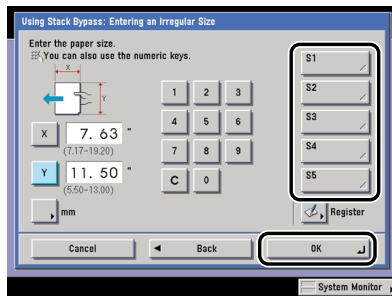 Using Stack Bypass: Entering an Irregular Size
Enter the paper size.
You can also use the numeric keys.
X
Y
X 7. 63 "
(7.17-19.20)
Y 11. 50 "
(5.50-13.00)
mm
1 2 3
4 5 6
7 8 9
C 0
S1
S2
S3
S4
S5
Register
Cancel
Back
OK
System Monitor